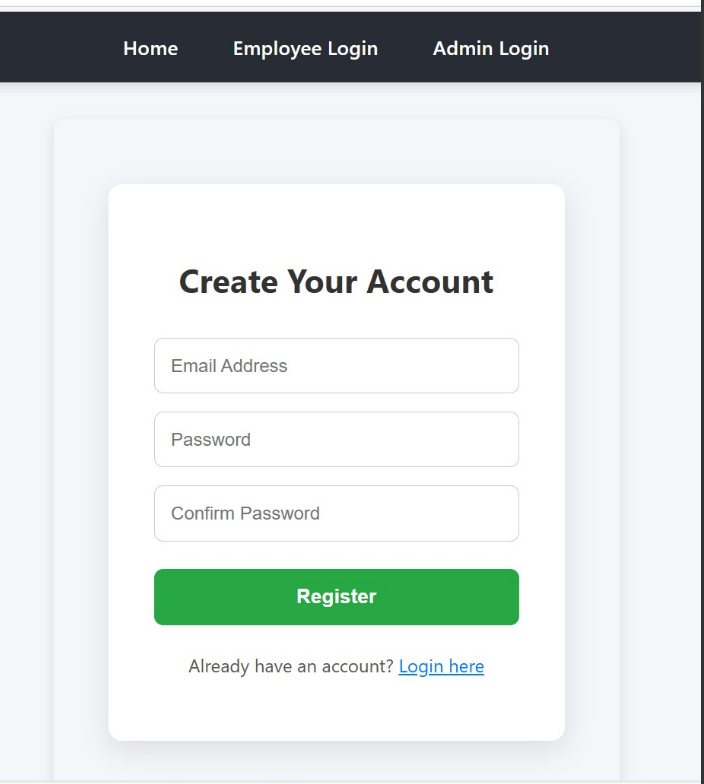 Home Employee Login Admin Login
Create Your Account
Email Address
Password
Confirm Password
Register
Already have an account? Login here